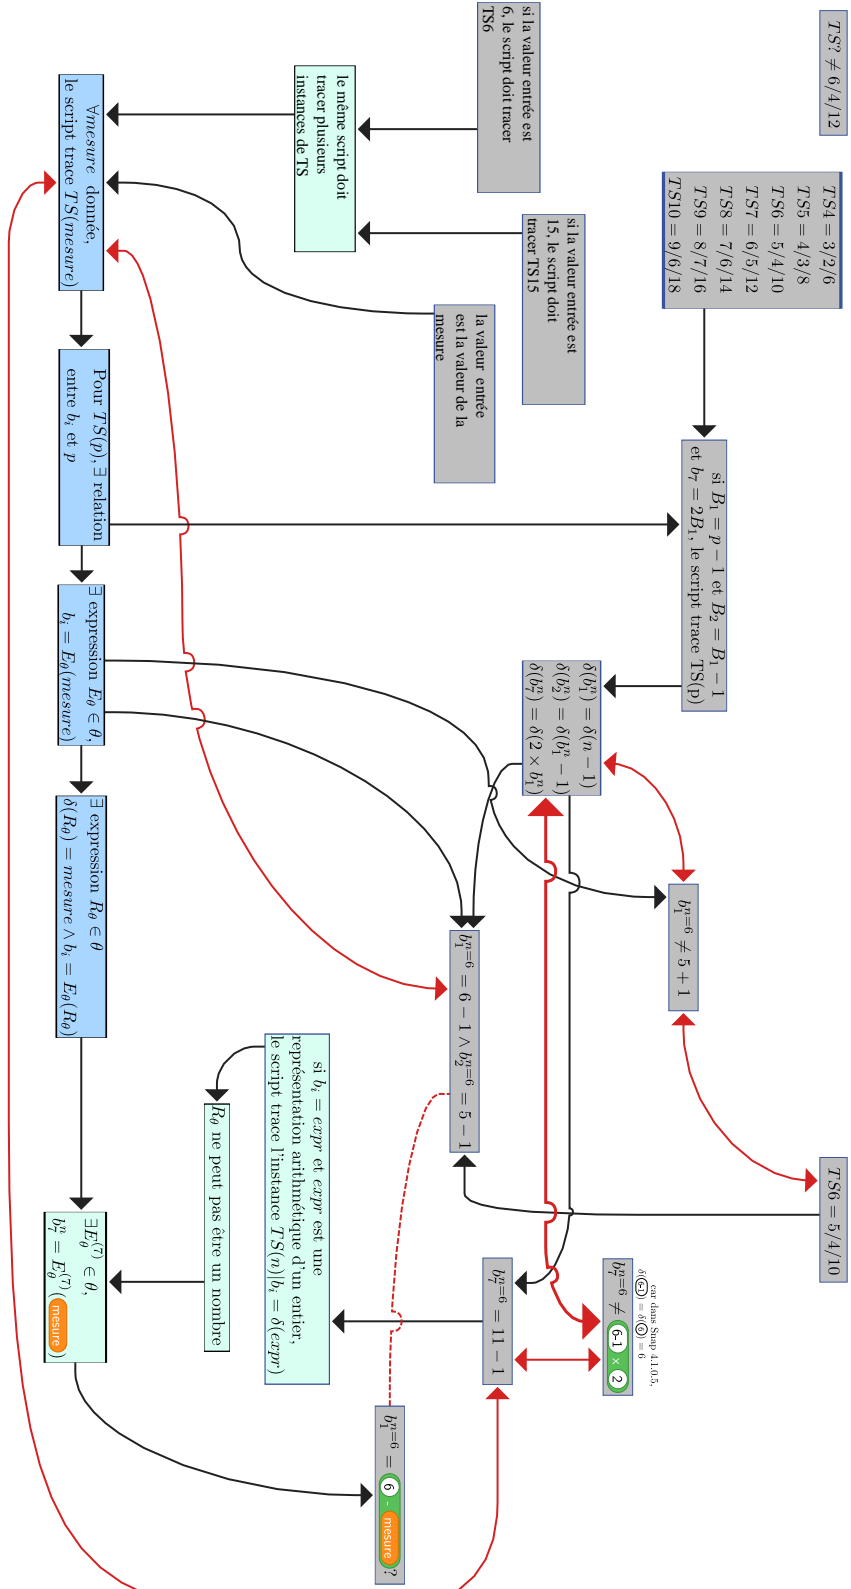 TS? ≠ 6/4/12
TS4 = 3/2/6
TS5 = 4/3/8
TS6 = 5/4/10
TS7 = 6/5/12
TS8 = 7/6/14
TS9 = 8/7/16
TS10 = 9/6/18
si la valeur entrée est
6, le script doit tracer
TS6
si la valeur entrée est
15, le script doit
tracer TS15
la valeur entrée
est la valeur de la
mesure
le même script doit
tracer plusieurs
instances de TS
∀mesure donnée,
le script trace TS(mesure)
Pour TS(p), ∃ relation
entre b_i et p
si B_1 = p − 1 et B_2 = B_1 − 1
et b_7 = 2B_1, le script trace TS(p)
∃ expression E_θ ∈ θ,
b_i = E_θ(mesure)
δ(b_1^n) = δ(n − 1)
δ(b_2^n) = δ(b_1^n − 1)
δ(b_7^n) = δ(2 × b_1^n)
∃ expression R_θ ∈ θ
δ(R_θ) = mesure ∧ b_i = E_θ(R_θ)
b_1^{n=6} ≠ 5 + 1
b_1^{n=6} = 6 − 1 ∧ b_2^{n=6} = 5 − 1
TS6 = 5/4/10
si b_i = expr et expr est une
représentation arithmétique d'un entier,
le script trace l'instance TS(n)|b_i = δ(expr)
R_θ ne peut pas être un nombre
∃E_θ^{(7)} ∈ θ,
b_7^n = E_θ^{(7)}(mesure)
car dans Snap 4.1.0.5,
δ(6-1) = δ(6) = 6
b_7^{n=6} ≠ 6-1 × 2
b_7^{n=6} = 11 − 1
b_1^{n=6} = 6 - mesure?